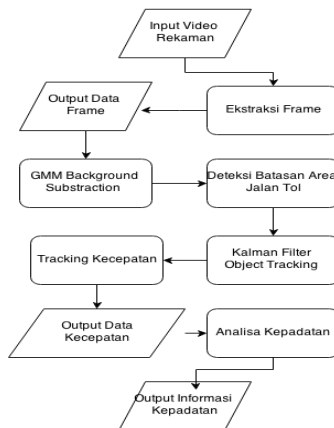 Input Video
Rekaman
Ekstraksi Frame
Output Data
Frame
GMM Background
Substraction
Deteksi Batasan Area
Jalan Tol
Kalman Filter
Object Tracking
Tracking Kecepatan
Output Data
Kecepatan
Analisa Kepadatan
Output Informasi
Kepadatan